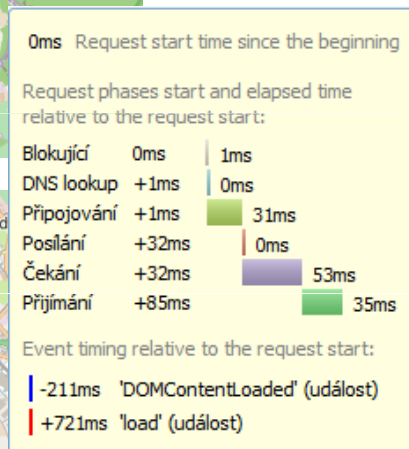 0ms Request start time since the beginning
Request phases start and elapsed time
relative to the request start:
Blokující 0ms 1ms
DNS lookup +1ms 0ms
Připojování +1ms 31ms
Posílání +32ms 0ms
Čekání +32ms 53ms
Přijímání +85ms 35ms
Event timing relative to the request start:
-211ms 'DOMContentLoaded' (událost)
+721ms 'load' (událost)